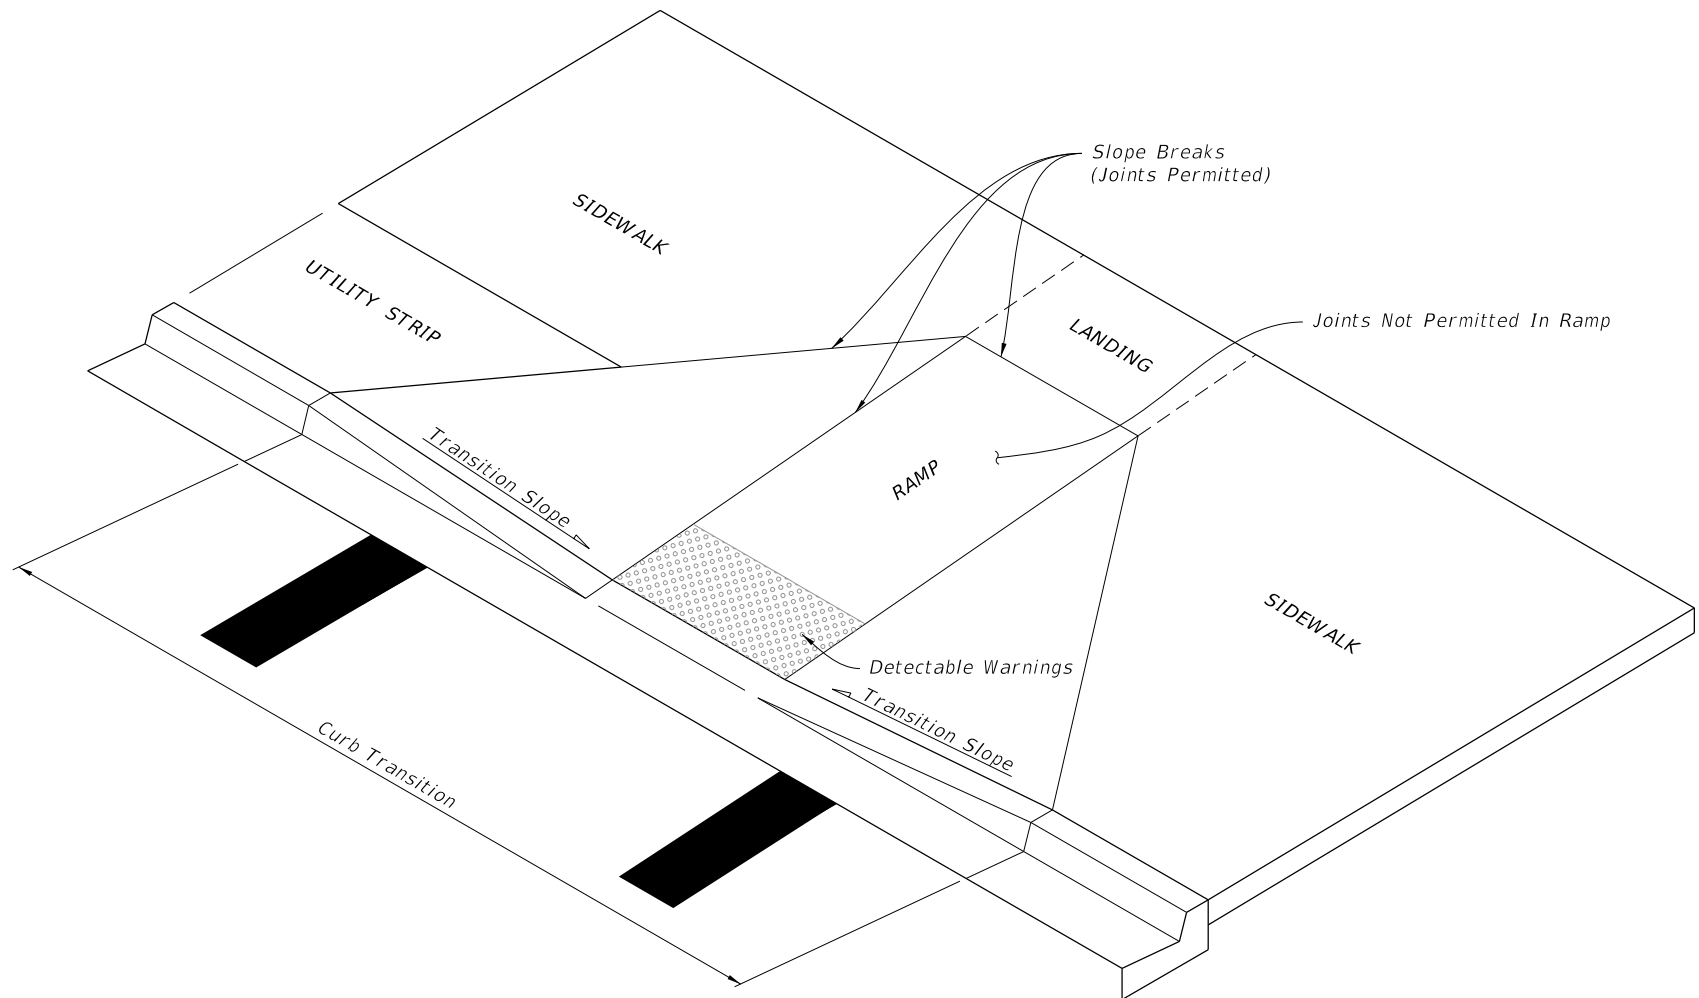 Slope Breaks
(Joints Permitted)
SIDEWALK
UTILITY STRIP
Joints Not Permitted In Ramp
LANDING
Transition Slope
RAMP
SIDEWALK
Detectable Warnings
Transition Slope
Curb Transition